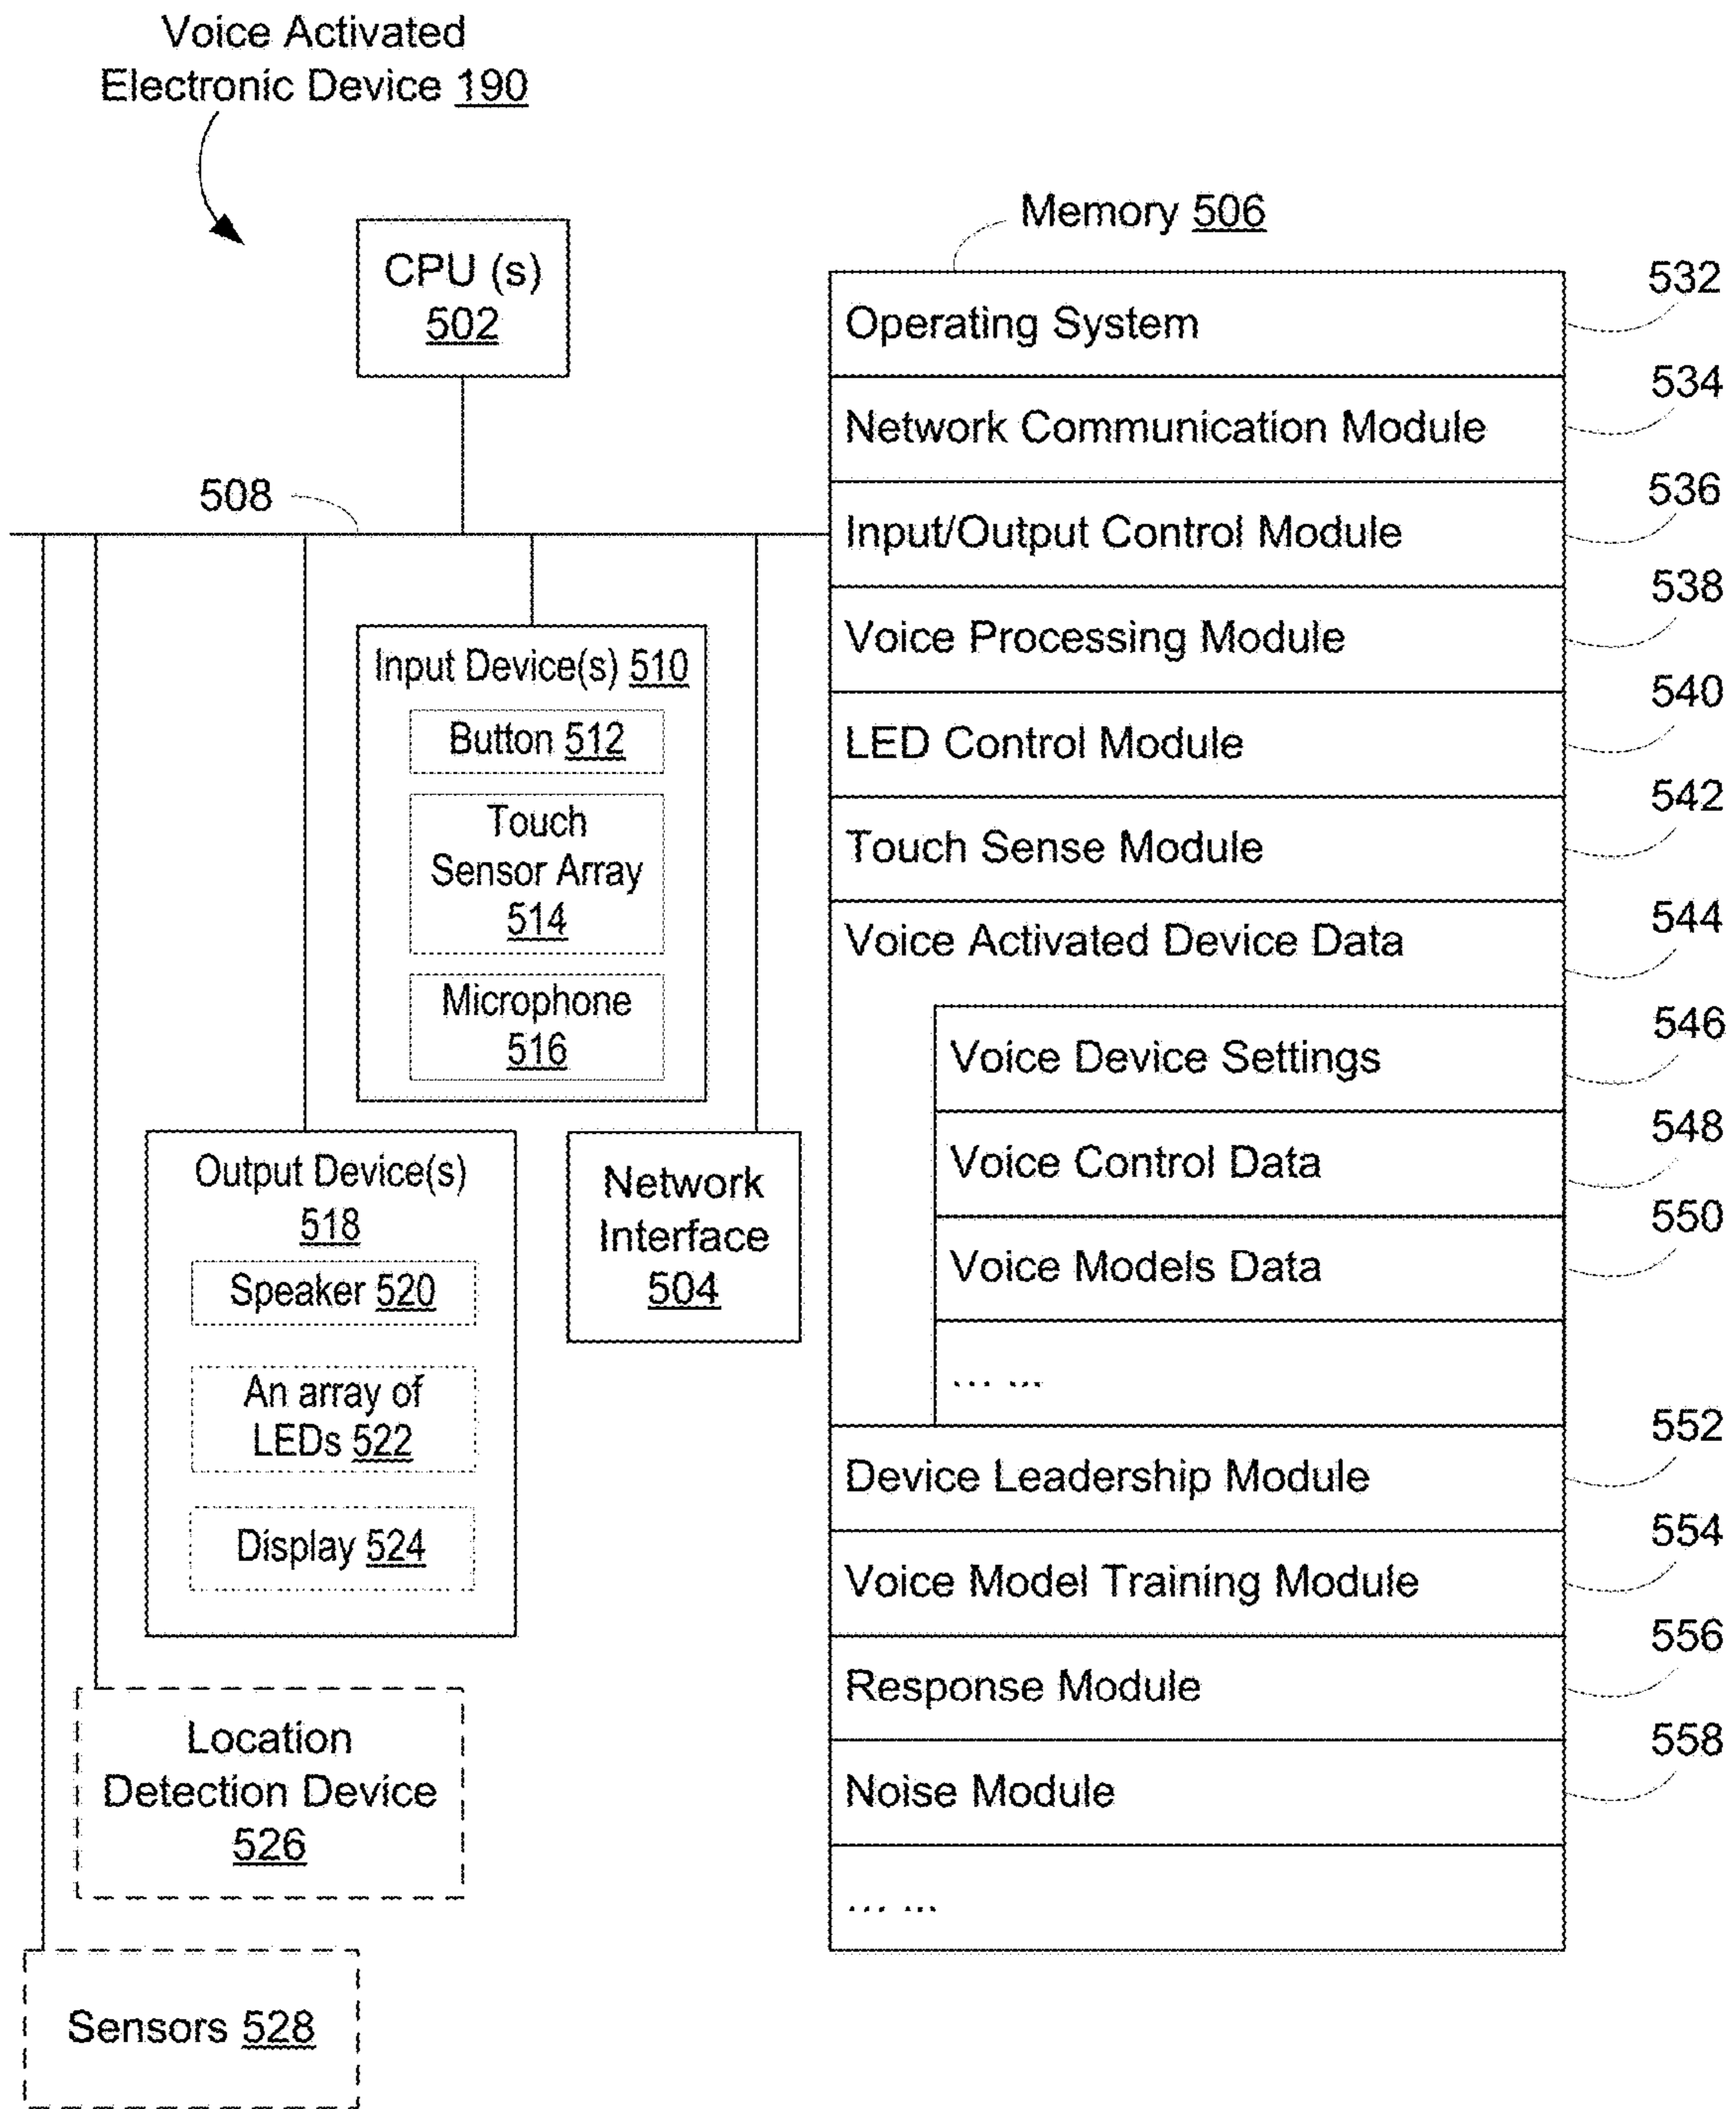 Voice Activated
Electronic Device 190
CPU (s)
502
508
Input Device(s) 510
Button 512
Touch
Sensor Array
514
Microphone
516
Output Device(s)
518
Speaker 520
An array of
LEDs 522
Display 524
Network
Interface
504
Location
Detection Device
526
Sensors 528
Memory 506
Operating System
532
Network Communication Module
534
Input/Output Control Module
536
Voice Processing Module
538
LED Control Module
540
Touch Sense Module
542
Voice Activated Device Data
544
Voice Device Settings
546
Voice Control Data
548
Voice Models Data
550
... ...
Device Leadership Module
552
Voice Model Training Module
554
Response Module
556
Noise Module
558
... ...